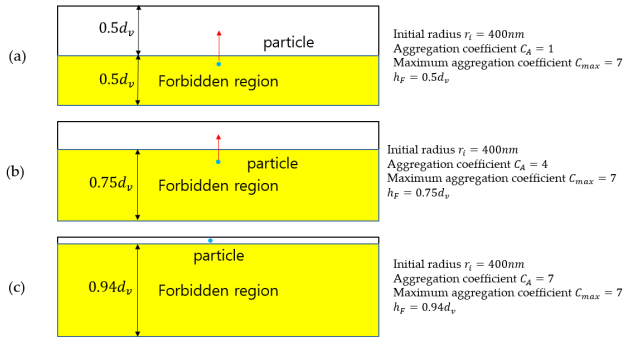 (a)
0.5d_v
particle
0.5d_v
Forbidden region
Initial radius r_i = 400nm
Aggregation coefficient C_A = 1
Maximum aggregation coefficient C_max = 7
h_F = 0.5d_v
(b)
particle
0.75d_v
Forbidden region
Initial radius r_i = 400nm
Aggregation coefficient C_A = 4
Maximum aggregation coefficient C_max = 7
h_F = 0.75d_v
(c)
particle
0.94d_v
Forbidden region
Initial radius r_i = 400nm
Aggregation coefficient C_A = 7
Maximum aggregation coefficient C_max = 7
h_F = 0.94d_v